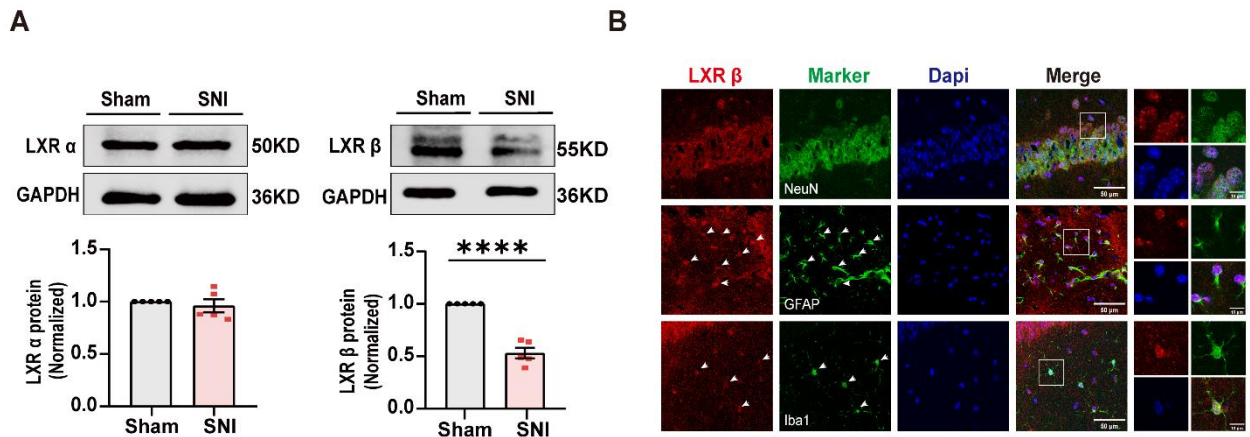 A
Sham SNI
LXR α 50KD
GAPDH 36KD
1.5
1.0
0.5
0.0
LXR α protein
(Normalized)
Sham SNI
Sham SNI
LXR β 55KD
GAPDH 36KD
****
1.5
1.0
0.5
0.0
LXR β protein
(Normalized)
Sham SNI
B
LXR β Marker Dapi Merge
NeuN
50 μm
GFAP
50 μm
Iba1
50 μm